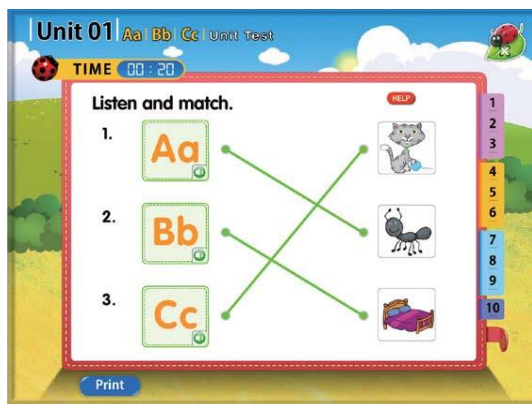 Unit 01 Aa Bb Cc Unit Test
TIME 00:20
Listen and match.
HELP
1. Aa
2. Bb
3. Cc
1
2
3
4
5
6
7
8
9
10
Print